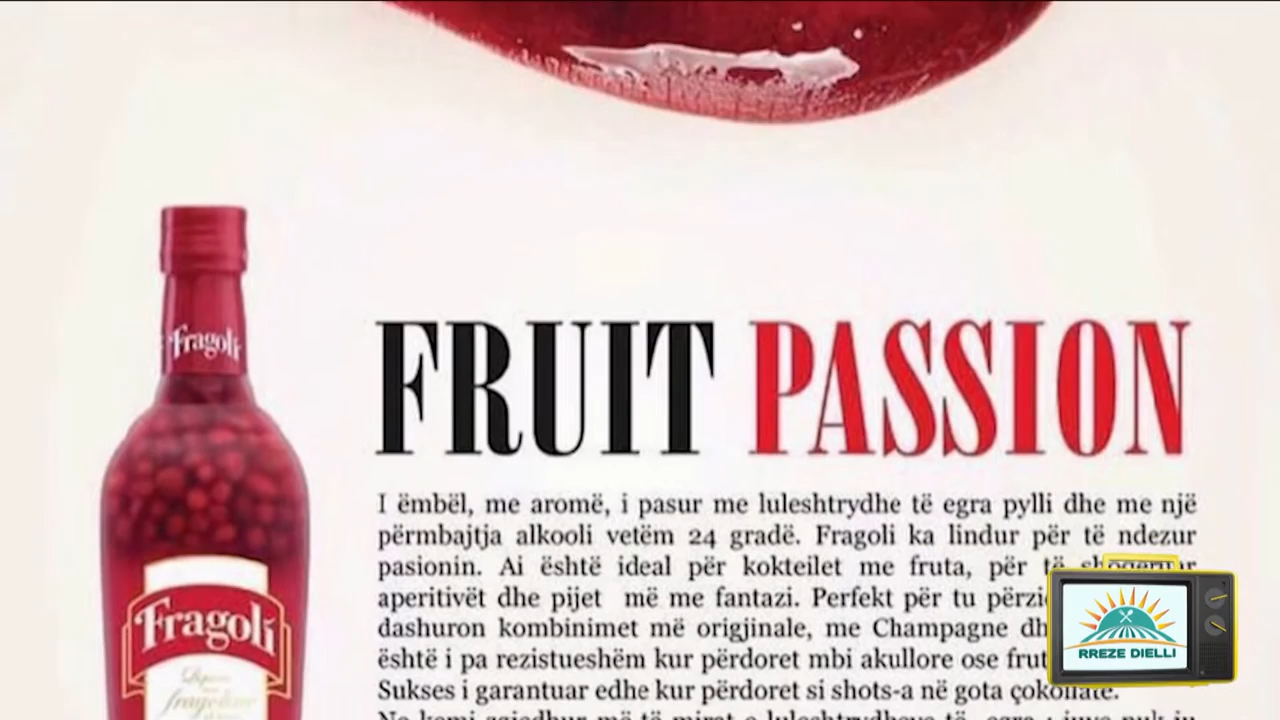 FRUIT PASSION
Fragoli
I ëmbël, me aromë, i pasur me luleshtrydhe të egra pylli dhe me një
përmbajtja alkooli vetëm 24 gradë. Fragoli ka lindur për të ndezur
pasionin. Ai është ideal për kokteilet me fruta, për të
aperitivët dhe pijet më me fantazi. Perfekt për tu
dashuron kombinimet më origjinale, me Champagne
është i pa rezistueshëm kur përdoret mbi akullore ose
Sukses i garantuar edhe kur përdoret si shots-a në gota çokollate.
Fragoli
fragoline
RREZE DIELLI